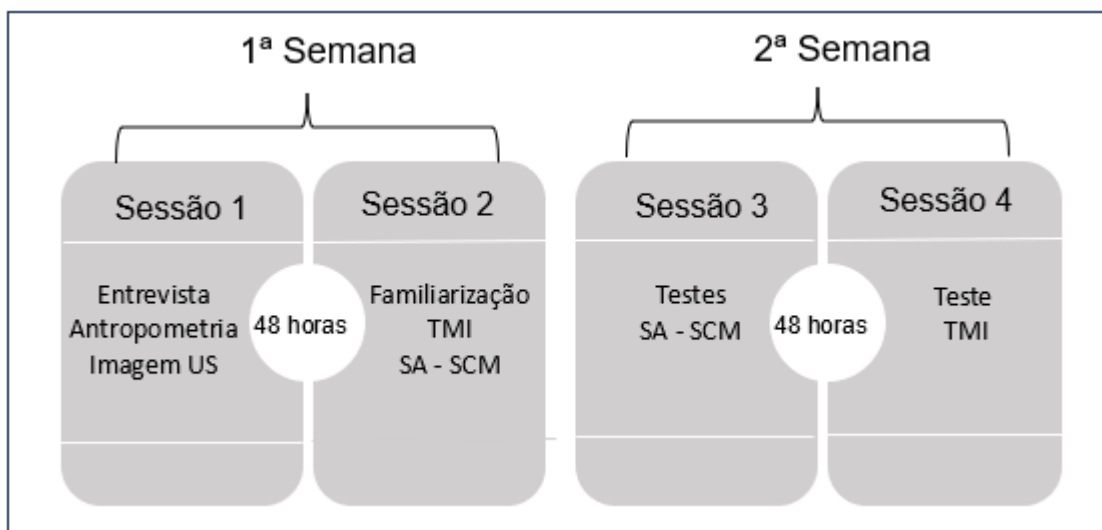 1ª Semana
2ª Semana
Sessão 1
Sessão 2
Sessão 3
Sessão 4
Entrevista
Antropometria
Imagem US
48 horas
Familiarização
TMI
SA - SCM
Testes
SA - SCM
48 horas
Teste
TMI